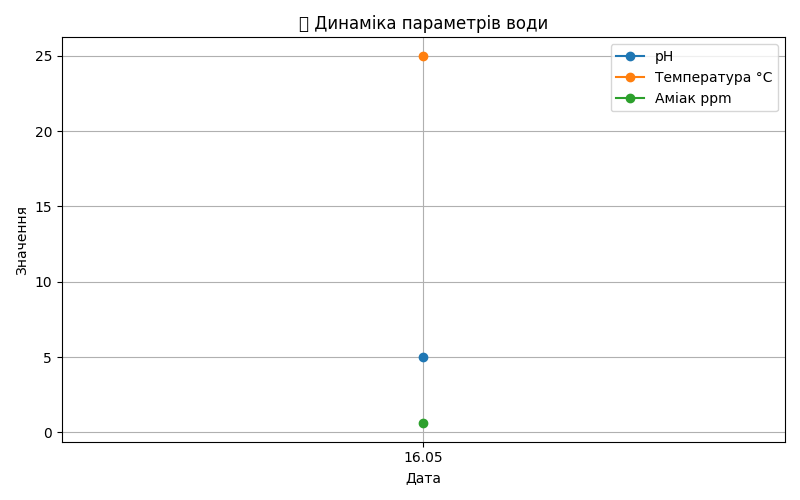 Динаміка параметрів води
pH
Температура °C
Аміак ppm
25
20
15
10
5
0
Значення
16.05
Дата